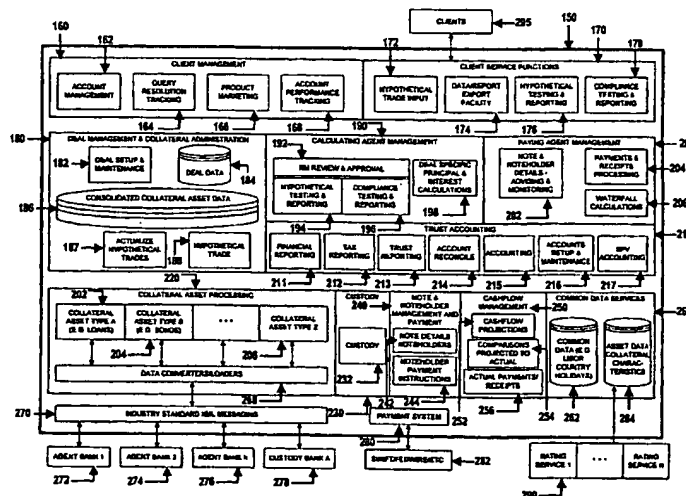 CLIENTS
295
150
160
162
172
170
178
CLIENT MANAGEMENT
CLIENT SERVICE FUNCTIONS
ACCOUNT MANAGEMENT
QUERY RESOLUTION TRACKING
PRODUCT MARKETING
ACCOUNT PERFORMANCE TRACKING
HYPOTHETICAL TRADE INPUT
DATA/REPORT EXPORT FACILITY
HYPOTHETICAL TESTING & REPORTING
COMPLIANCE TESTING & REPORTING
164
166
168
174
176
180
190
DEAL MANAGEMENT & COLLATERAL ADMINISTRATION
CALCULATING AGENT MANAGEMENT
PAYING AGENT MANAGEMENT
182
DEAL SETUP & MAINTENANCE
DEAL DATA
184
192
RM REVIEW & APPROVAL
HYPOTHETICAL TESTING & REPORTING
COMPLIANCE TESTING & REPORTING
DEAL SPECIFIC PRINCIPAL & INTEREST CALCULATIONS
NOTE & NOTEHOLDER DETAILS - ADVISING & MONITORING
PAYMENTS & RECEIPTS PROCESSING
204
WATERFALL CALCULATIONS
194
196
198
202
186
CONSOLIDATED COLLATERAL ASSET DATA
TRUST ACCOUNTING
187
ACTUALIZE HYPOTHETICAL TRADES
188
HYPOTHETICAL TRADE
FINANCIAL REPORTING
TAX REPORTING
TRUST REPORTING
ACCOUNT RECONCILE
ACCOUNTING
ACCOUNTS SETUP & MAINTENANCE
SPV ACCOUNTING
220
211
212
213
214
215
216
217
202
COLLATERAL ASSET PROCESSING
CUSTODY
240
NOTE & NOTEHOLDER MANAGEMENT AND PAYMENT
CASHFLOW MANAGEMENT
250
COMMON DATA SERVICES
COLLATERAL ASSET TYPE A (E G LOANS)
COLLATERAL ASSET TYPE B (E G BONDS)
...
COLLATERAL ASSET TYPE Z
204
206
CUSTODY
232
NOTE DETAILS NOTEHOLDERS
NOTEHOLDER PAYMENT INSTRUCTIONS
CASHFLOW PROJECTIONS
COMPARISONS PROJECTED TO ACTUAL
ACTUAL PAYMENTS/ RECEIPTS
COMMON DATA (E G LIBOR COUNTRY HOLIDAYS)
ASSET DATA COLLATERAL CHARACTERISTICS
DATA CONVERTERS/LOADERS
242
244
252
254
256
262
264
268
270
INDUSTRY STANDARD XML MESSAGING
230
PAYMENT SYSTEM
280
AGENT BANK 1
AGENT BANK 2
AGENT BANK N
CUSTODY BANK A
282
RATING SERVICE 1
...
RATING SERVICE N
272
274
276
278